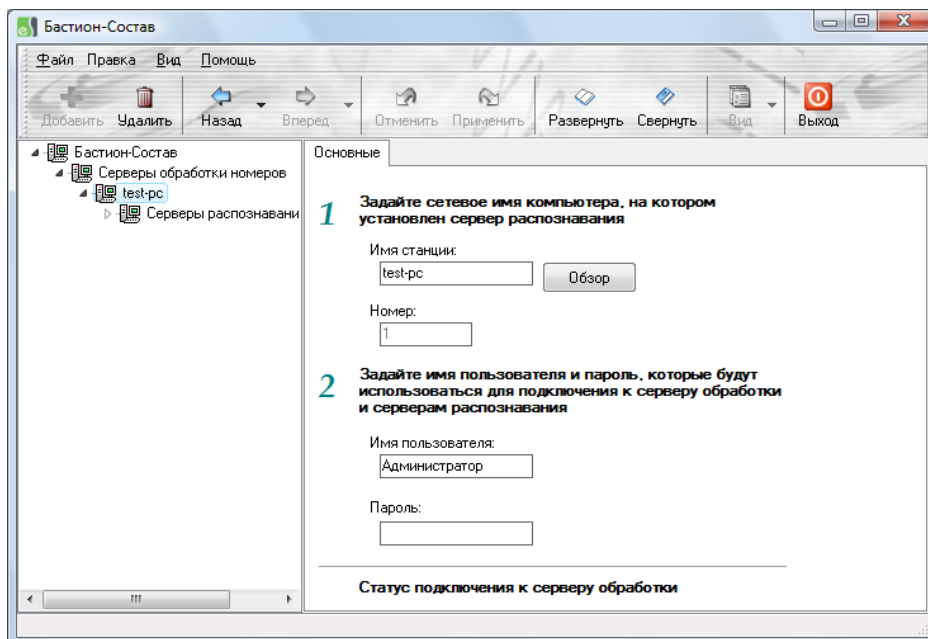 Бастион-Состав
Файл Правка Вид Помощь
Добавить Удалить Назад Вперед Отменить Применить Развернуть Свернуть Вид Выход
Бастион-Состав
Серверы обработки номеров
test-pc
Серверы распознавани
Основные
1 Задайте сетевое имя компьютера, на котором
установлен сервер распознавания
Имя станции:
test-pc Обзор
Номер:
1
2 Задайте имя пользователя и пароль, которые будут
использоваться для подключения к серверу обработки
и серверам распознавания
Имя пользователя:
Администратор
Пароль:
Статус подключения к серверу обработки